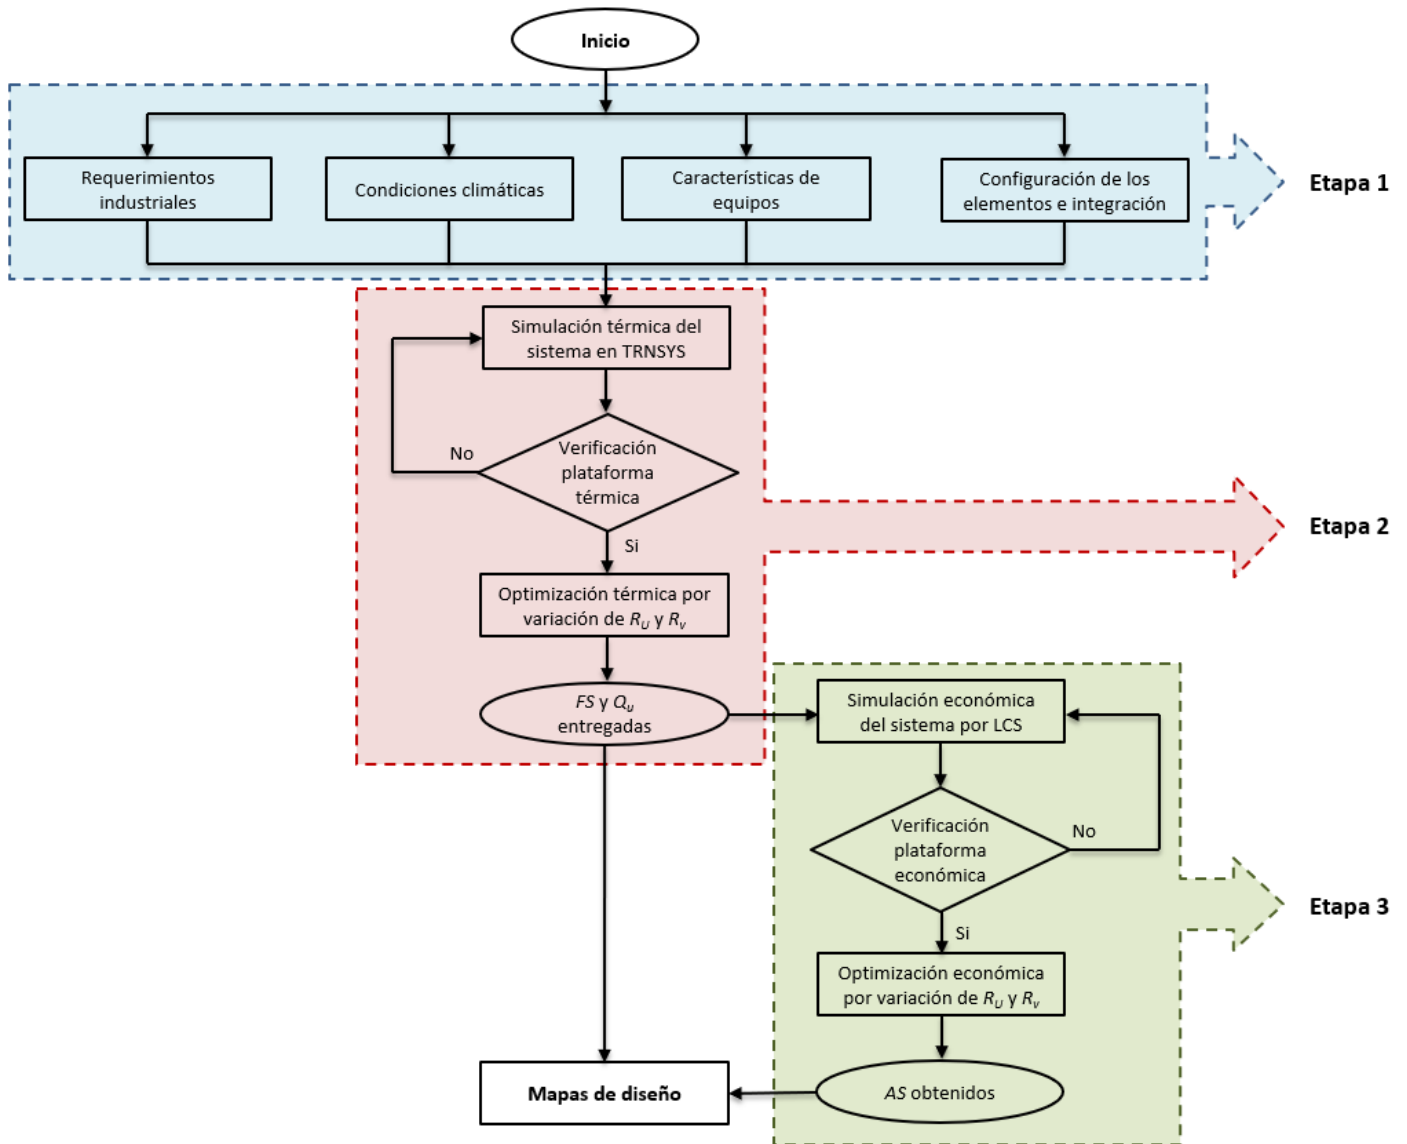 Inicio
Requerimientos
industriales
Condiciones climáticas
Características de
equipos
Configuración de los
elementos e integración
Etapa 1
Simulación térmica del
sistema en TRNSYS
Verificación
plataforma
térmica
No
Si
Etapa 2
Optimización térmica por
variación de R_U y R_v
FS y Q_u
entregadas
Simulación económica
del sistema por LCS
Verificación
plataforma
económica
No
Si
Etapa 3
Optimización económica
por variación de R_U y R_v
AS obtenidos
Mapas de diseño